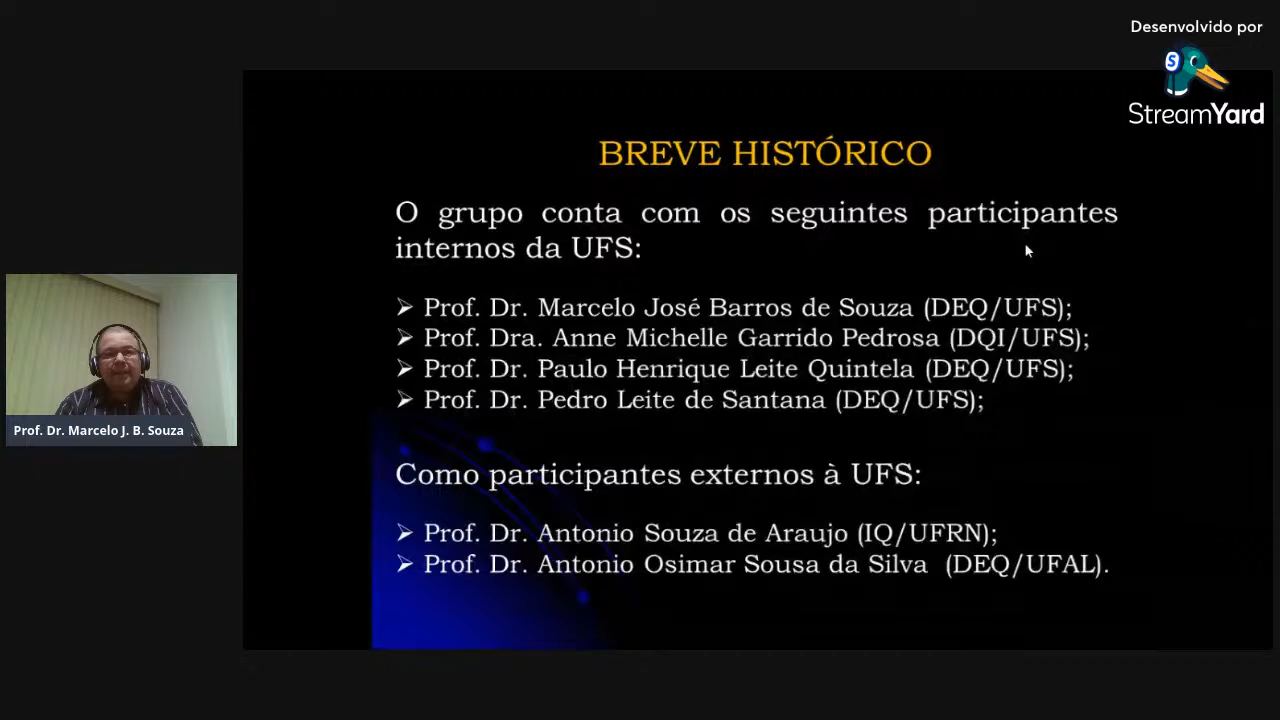 Desenvolvido por
S
StreamYard
BREVE HISTÓRICO
O grupo conta com os seguintes participantes
internos da UFS:
➢ Prof. Dr. Marcelo José Barros de Souza (DEQ/UFS);
➢ Prof. Dra. Anne Michelle Garrido Pedrosa (DQI/UFS);
➢ Prof. Dr. Paulo Henrique Leite Quintela (DEQ/UFS);
➢ Prof. Dr. Pedro Leite de Santana (DEQ/UFS);
Prof. Dr. Marcelo J. B. Souza
Como participantes externos à UFS:
➢ Prof. Dr. Antonio Souza de Araujo (IQ/UFRN);
➢ Prof. Dr. Antonio Osimar Sousa da Silva (DEQ/UFAL).